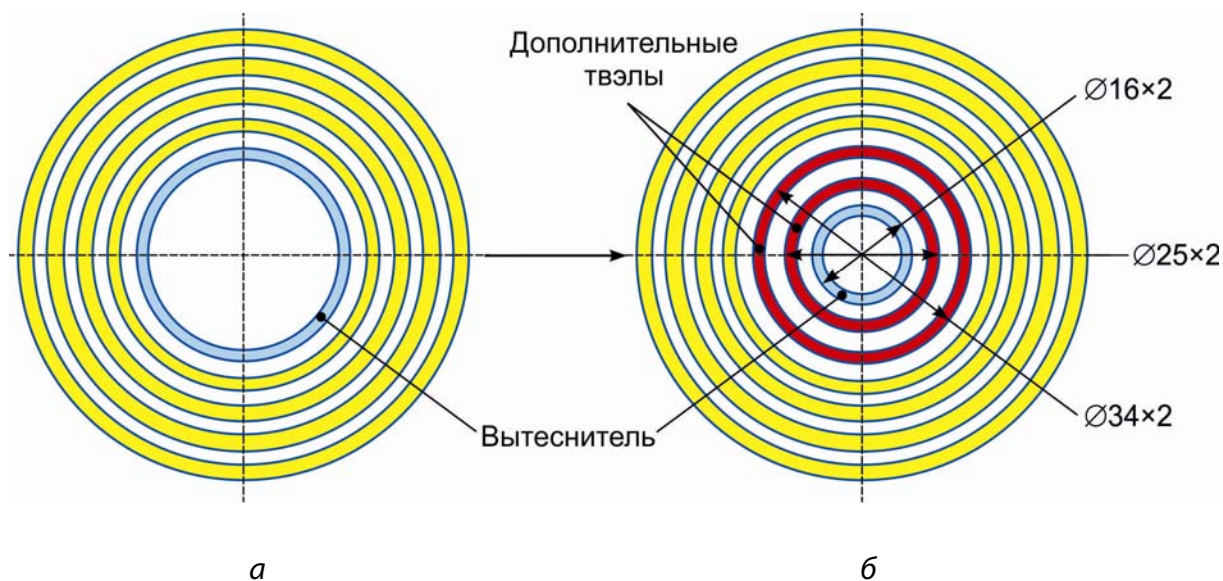 Дополнительные
твэлы
∅16×2
∅25×2
∅34×2
Вытеснитель
а
б